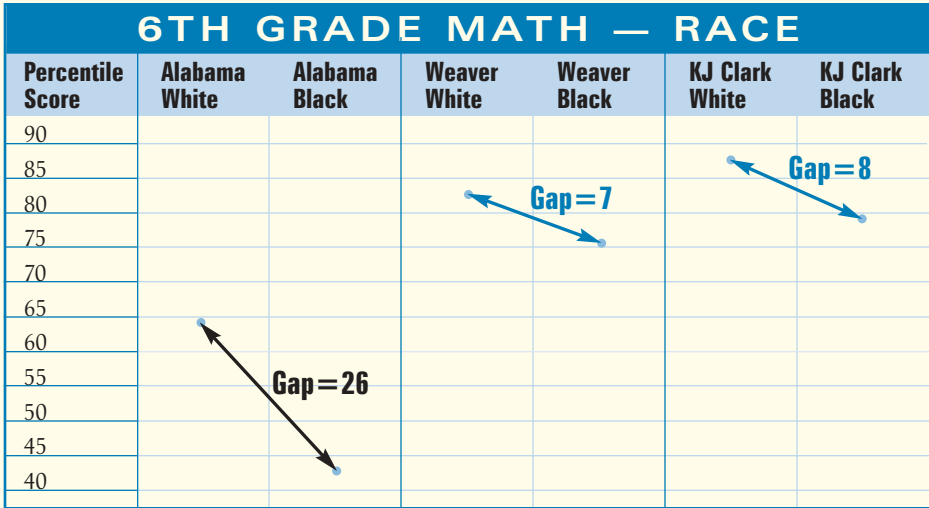 6TH GRADE MATH — RACE
Percentile Score
Alabama White
Alabama Black
Weaver White
Weaver Black
KJ Clark White
KJ Clark Black
90
85
80
75
70
65
60
55
50
45
40
Gap=26
Gap=7
Gap=8